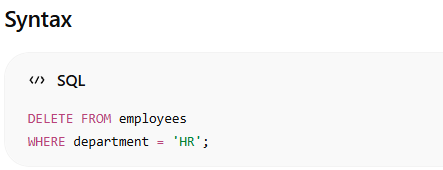 Syntax
</> SQL
DELETE FROM employees
WHERE department = 'HR';